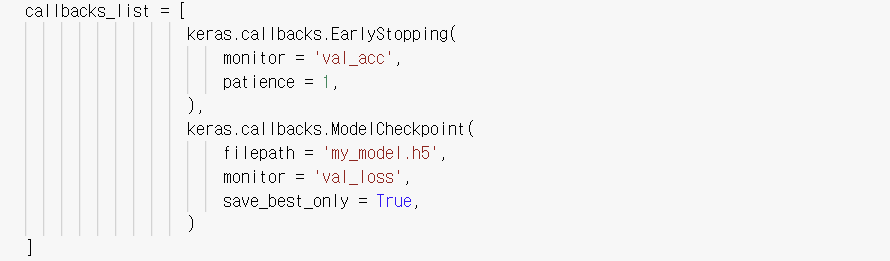 callbacks_list = [
keras.callbacks.EarlyStopping(
monitor = 'val_acc',
patience = 1,
),
keras.callbacks.ModelCheckpoint(
filepath = 'my_model.h5',
monitor = 'val_loss',
save_best_only = True,
)
]